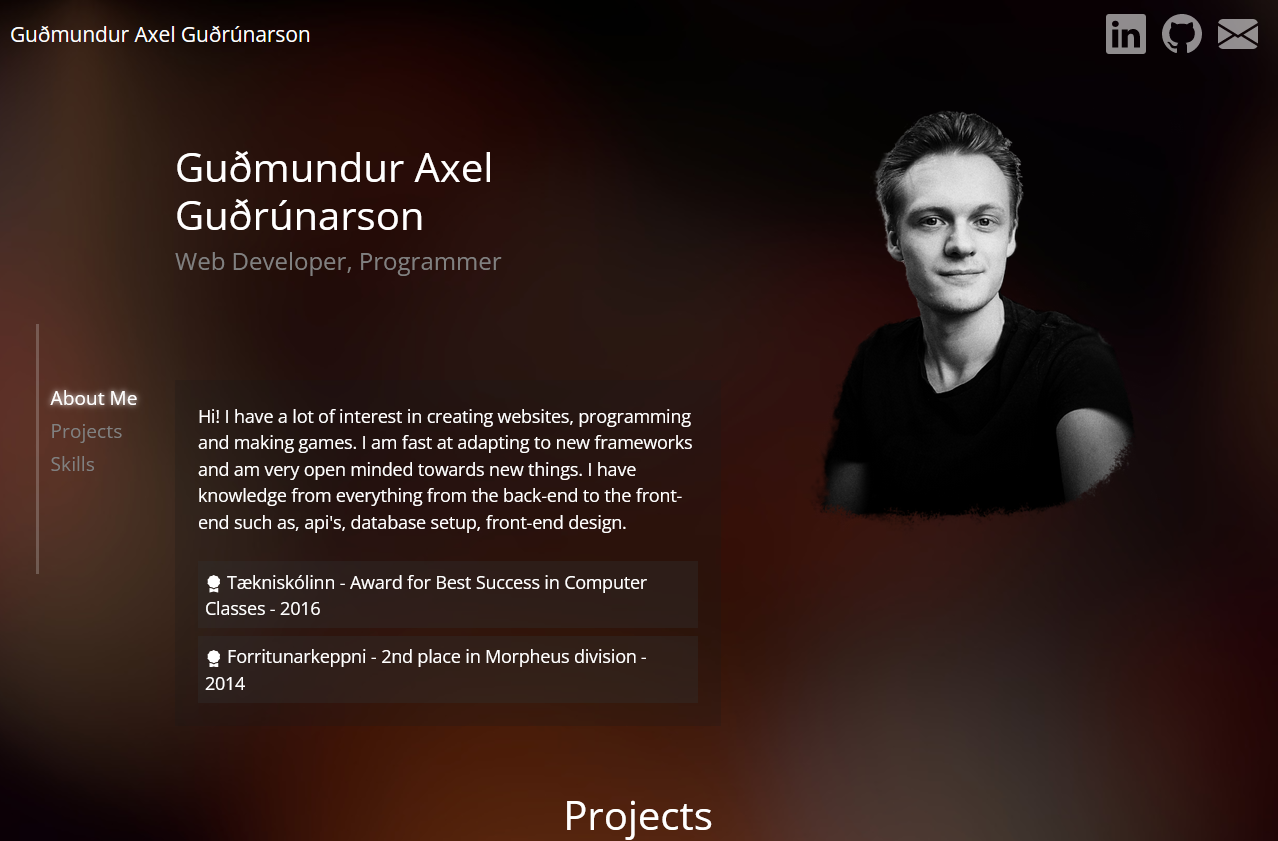 Guðmundur Axel Guðrúnarson
Guðmundur Axel
Guðrúnarson
Web Developer, Programmer
About Me
Projects
Skills
Hi! I have a lot of interest in creating websites, programming
and making games. I am fast at adapting to new frameworks
and am very open minded towards new things. I have
knowledge from everything from the back-end to the front-
end such as, api's, database setup, front-end design.
Tækniskólinn - Award for Best Success in Computer
Classes - 2016
Forritunarkeppni - 2nd place in Morpheus division -
2014
Projects